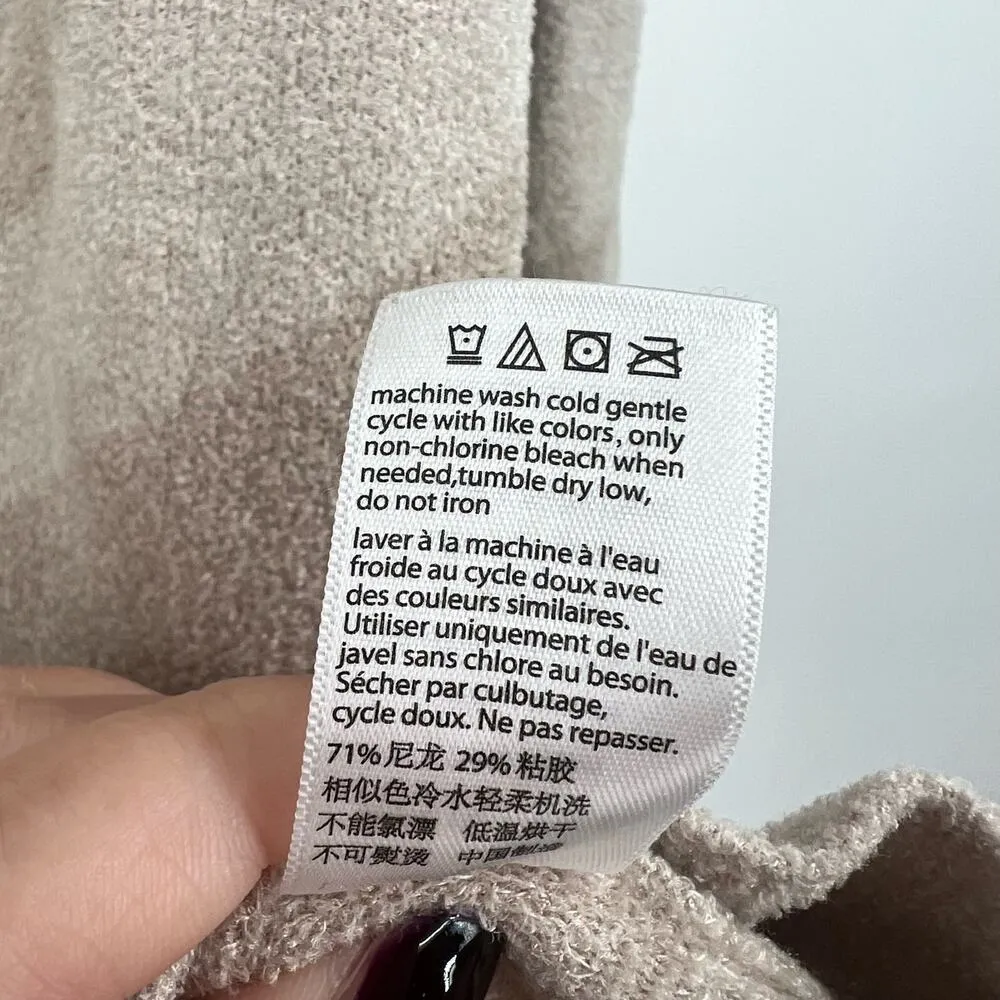 machine wash cold gentle
cycle with like colors, only
non-chlorine bleach when
needed,tumble dry low,
do not iron
laver à la machine à l'eau
froide au cycle doux avec
des couleurs similaires.
Utiliser uniquement de l'eau de
javel sans chlore au besoin.
Sécher par culbutage,
cycle doux. Ne pas repasser.
71%尼龙 29%粘胶
相似色冷水轻柔机洗
不能氯漂 低温烘干
不可熨烫 中国制造